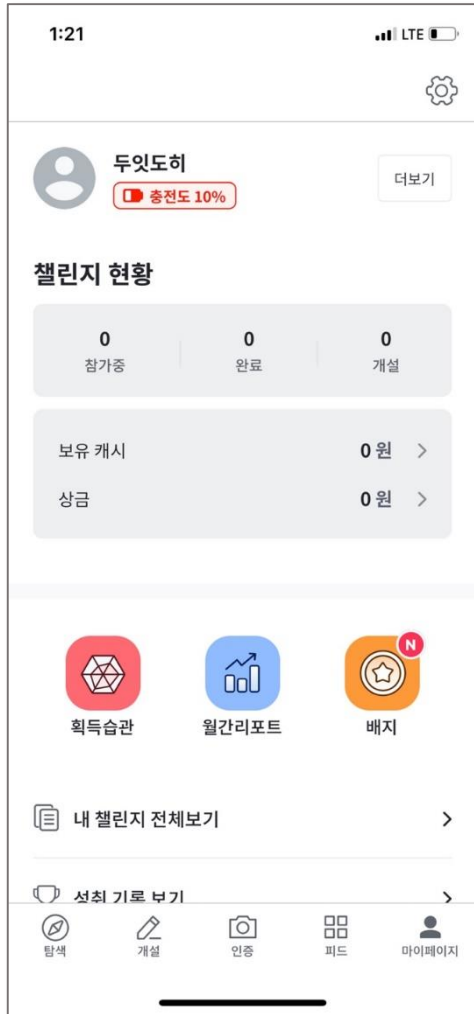 1:21 LTE
두잇도히
충전도 10%
더보기
챌린지 현황
0 0 0
참가중 완료 개설
보유 캐시 0 원
상금 0 원
N
획득습관 월간리포트 배지
내 챌린지 전체보기
성취 기록 보기
탐색 개설 인증 피드 마이페이지